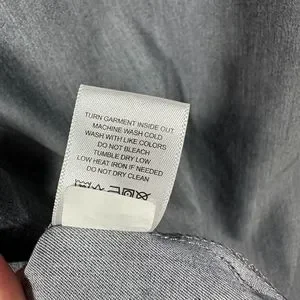 TURN GARMENT INSIDE OUT
MACHINE WASH COLD
WASH WITH LIKE COLORS
DO NOT BLEACH
TUMBLE DRY LOW
LOW HEAT IRON IF NEEDED
DO NOT DRY CLEAN